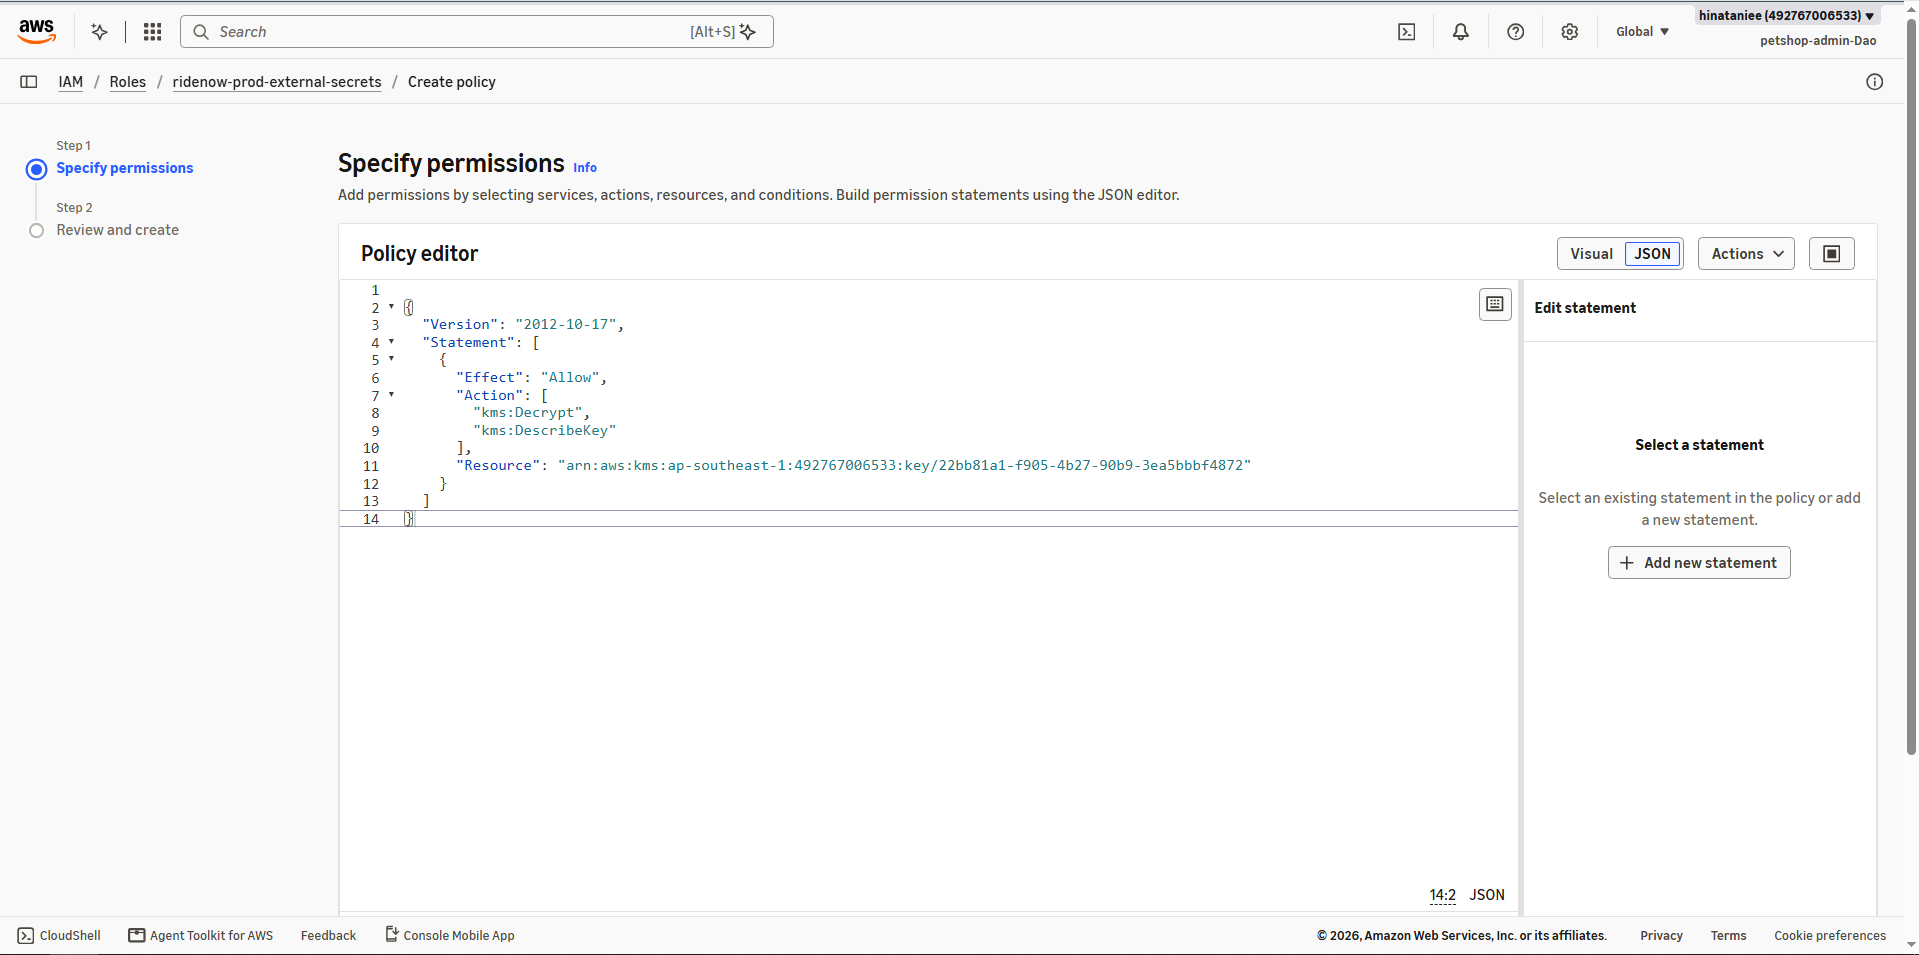 aws
Search
[Alt+S]
Global
hinataniee (492767006533)
petshop-admin-Dao
IAM / Roles / ridenow-prod-external-secrets / Create policy
Step 1
Specify permissions
Step 2
Review and create
Specify permissions Info
Add permissions by selecting services, actions, resources, and conditions. Build permission statements using the JSON editor.
Policy editor
Visual JSON Actions
1
2 {
3 "Version": "2012-10-17",
4 "Statement": [
5 {
6 "Effect": "Allow",
7 "Action": [
8 "kms:Decrypt",
9 "kms:DescribeKey"
10 ],
11 "Resource": "arn:aws:kms:ap-southeast-1:492767006533:key/22bb81a1-f905-4b27-90b9-3ea5bbbf4872"
12 }
13 ]
14 }
Edit statement
Select a statement
Select an existing statement in the policy or add
a new statement.
Add new statement
14:2 JSON
CloudShell Agent Toolkit for AWS Feedback Console Mobile App
© 2026, Amazon Web Services, Inc. or its affiliates. Privacy Terms Cookie preferences